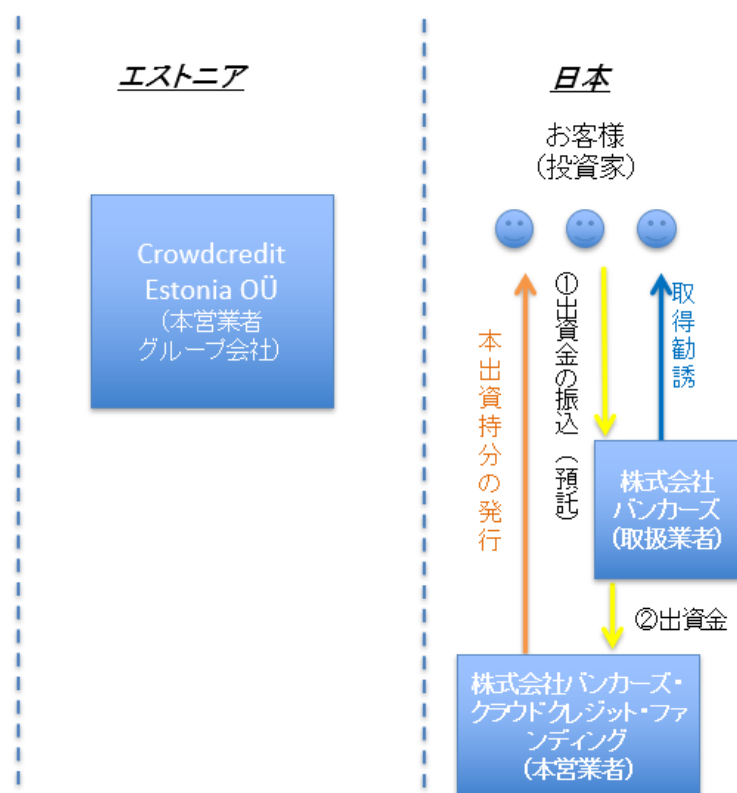 エストニア
Crowdcredit
Estonia OÜ
(本営業者
グループ会社)
日本
お客様
(投資家)
本出資持分の発行
①出資金の振込（預託）
取得勧誘
株式会社
バンカーズ
(取扱業者)
②出資金
株式会社バンカーズ・
クラウドクレジット・ファ
ンディング
(本営業者)